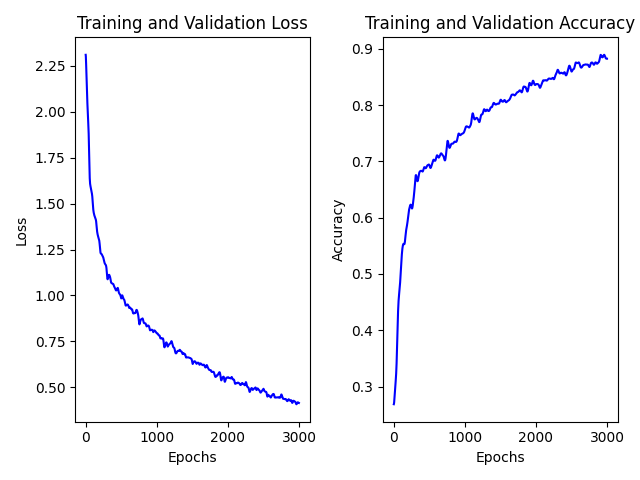 Training and Validation Loss
2.25
2.00
1.75
1.50
1.25
1.00
0.75
0.50
Loss
0 1000 2000 3000
Epochs
Training and Validation Accuracy
0.9
0.8
0.7
0.6
0.5
0.4
0.3
Accuracy
0 1000 2000 3000
Epochs